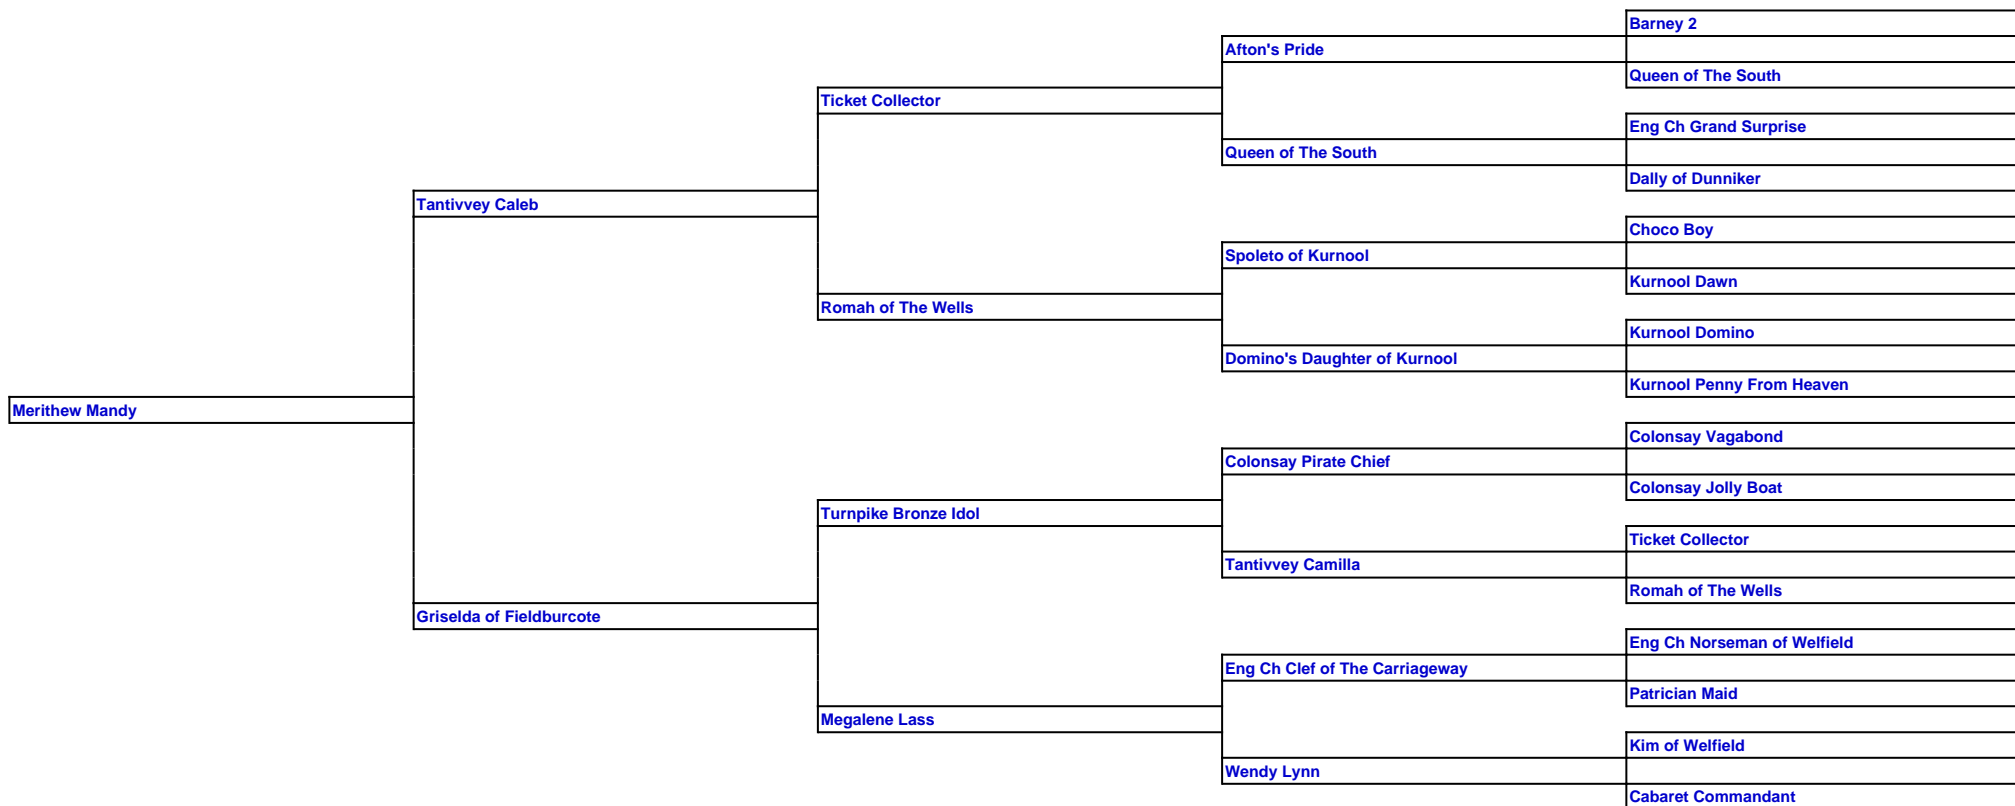 Barney 2
Afton's Pride
Queen of The South
Ticket Collector
Eng Ch Grand Surprise
Queen of The South
Dally of Dunniker
Tantivvey Caleb
Choco Boy
Spoleto of Kurnool
Kurnool Dawn
Romah of The Wells
Kurnool Domino
Domino's Daughter of Kurnool
Kurnool Penny From Heaven
Merithew Mandy
Colonsay Vagabond
Colonsay Pirate Chief
Colonsay Jolly Boat
Turnpike Bronze Idol
Ticket Collector
Tantivvey Camilla
Romah of The Wells
Griselda of Fieldburcote
Eng Ch Norseman of Welfield
Eng Ch Clef of The Carriageway
Patrician Maid
Megalene Lass
Kim of Welfield
Wendy Lynn
Cabaret Commandant